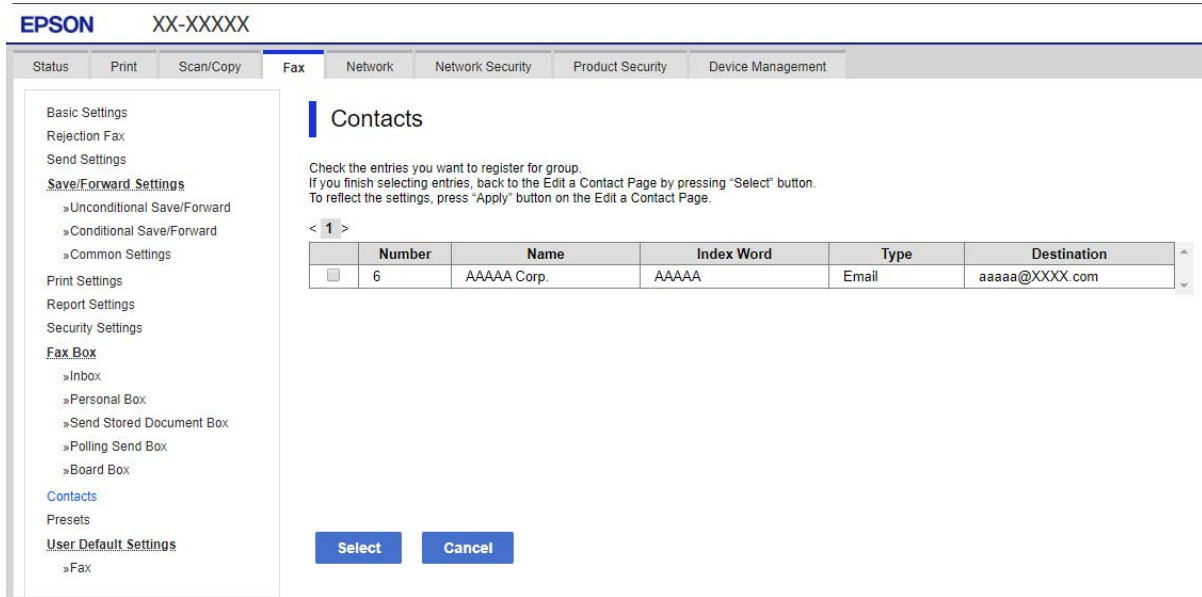 EPSON XX-XXXXX
Status Print Scan/Copy Fax Network Network Security Product Security Device Management
Basic Settings
Rejection Fax
Send Settings
Save/Forward Settings
»Unconditional Save/Forward
»Conditional Save/Forward
»Common Settings
Print Settings
Report Settings
Security Settings
Fax Box
»Inbox
»Personal Box
»Send Stored Document Box
»Polling Send Box
»Board Box
Contacts
Presets
User Default Settings
»Fax
Contacts
Check the entries you want to register for group.
If you finish selecting entries, back to the Edit a Contact Page by pressing “Select” button.
To reflect the settings, press “Apply” button on the Edit a Contact Page.
< 1 >
Number Name Index Word Type Destination
6 AAAAA Corp. AAAAA Email aaaaa@XXXX.com
Select Cancel